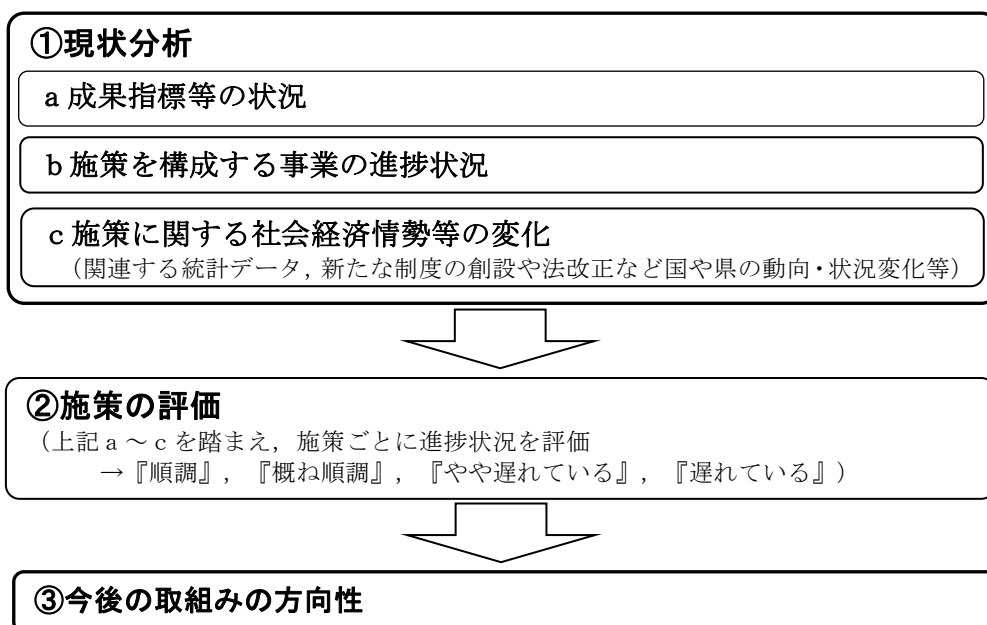 ①現状分析
a 成果指標等の状況
b 施策を構成する事業の進捗状況
c 施策に関する社会経済情勢等の変化
（関連する統計データ，新たな制度の創設や法改正など国や県の動向・状況変化等）
②施策の評価
（上記 a ～ c を踏まえ，施策ごとに進捗状況を評価
→『順調』，『概ね順調』，『やや遅れている』，『遅れている』）
③今後の取組みの方向性